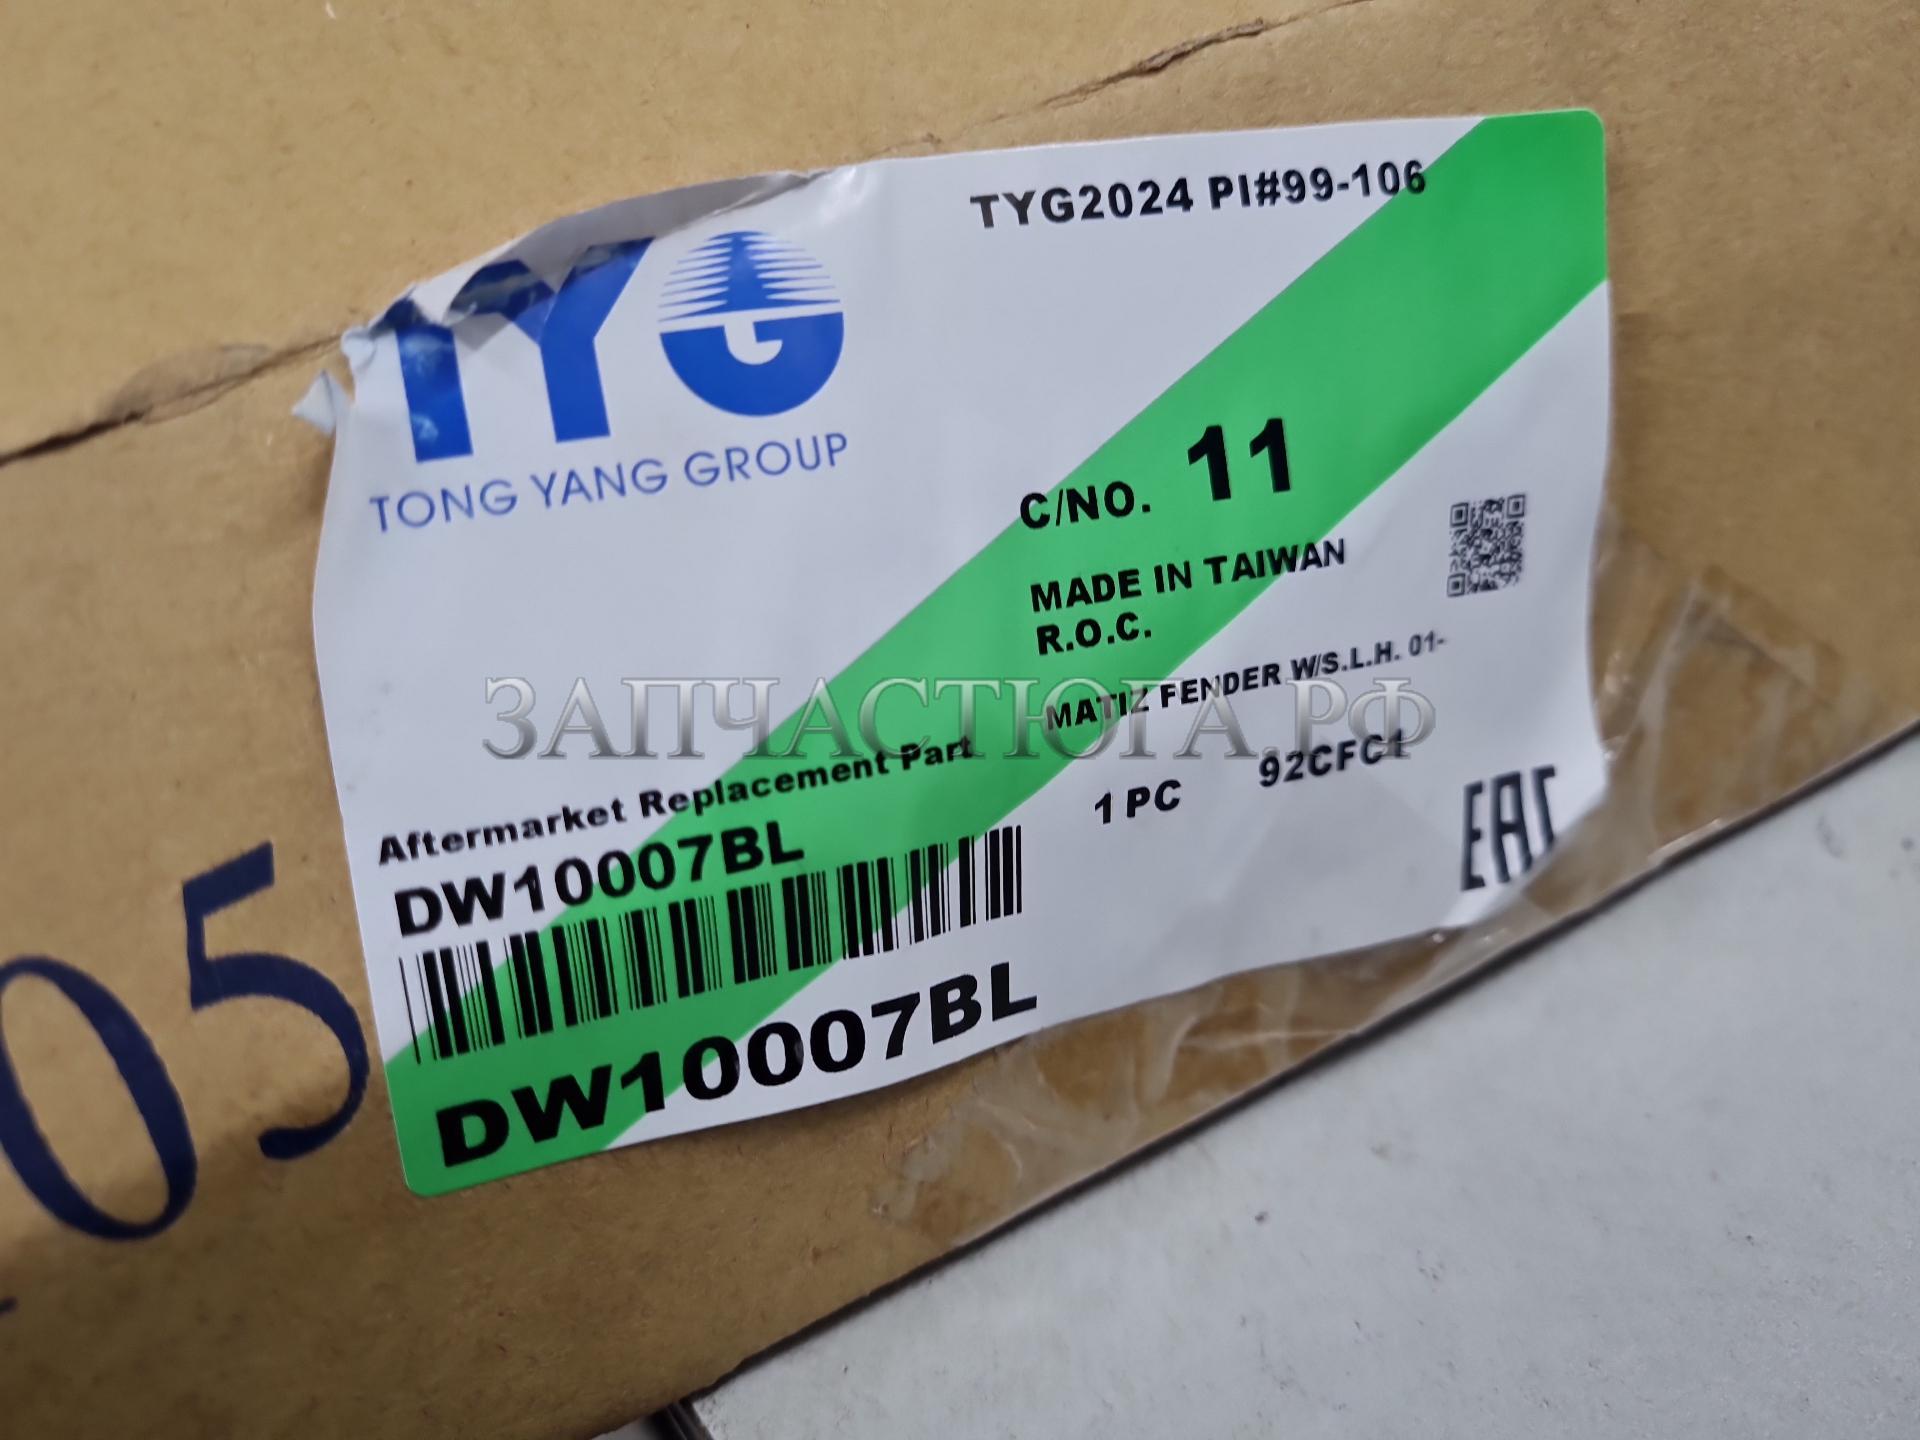 TYG
TONG YANG GROUP
TYG2024 PI#99-106
C/NO. 11
MADE IN TAIWAN
R.O.C.
MATIZ FENDER W/S.L.H. 01-
1 PC 92CFC1
ЗАПЧАСТЮГА.РФ
Aftermarket Replacement Part
DW10007BL
DW10007BL
EAC
05